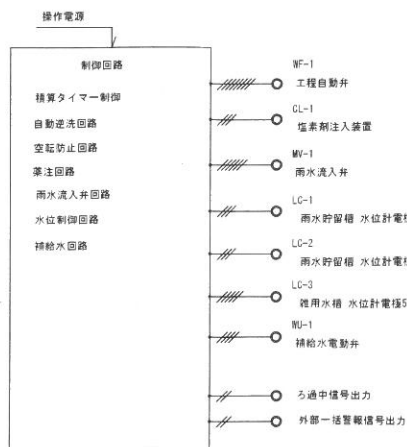 操作電源
制御回路
積算タイマー制御
自動逆洗回路
空転防止回路
薬注回路
雨水流入弁回路
水位制御回路
補給水回路
WF-1
工程自動弁
CL-1
塩素剤注入装置
MV-1
雨水流入弁
LC-1
雨水貯留槽 水位計電極
LC-2
雨水貯留槽 水位計電極
LC-3
雑用水槽 水位計電極5
WU-1
補給水電動弁
ろ過中信号出力
外部一括警報信号出力